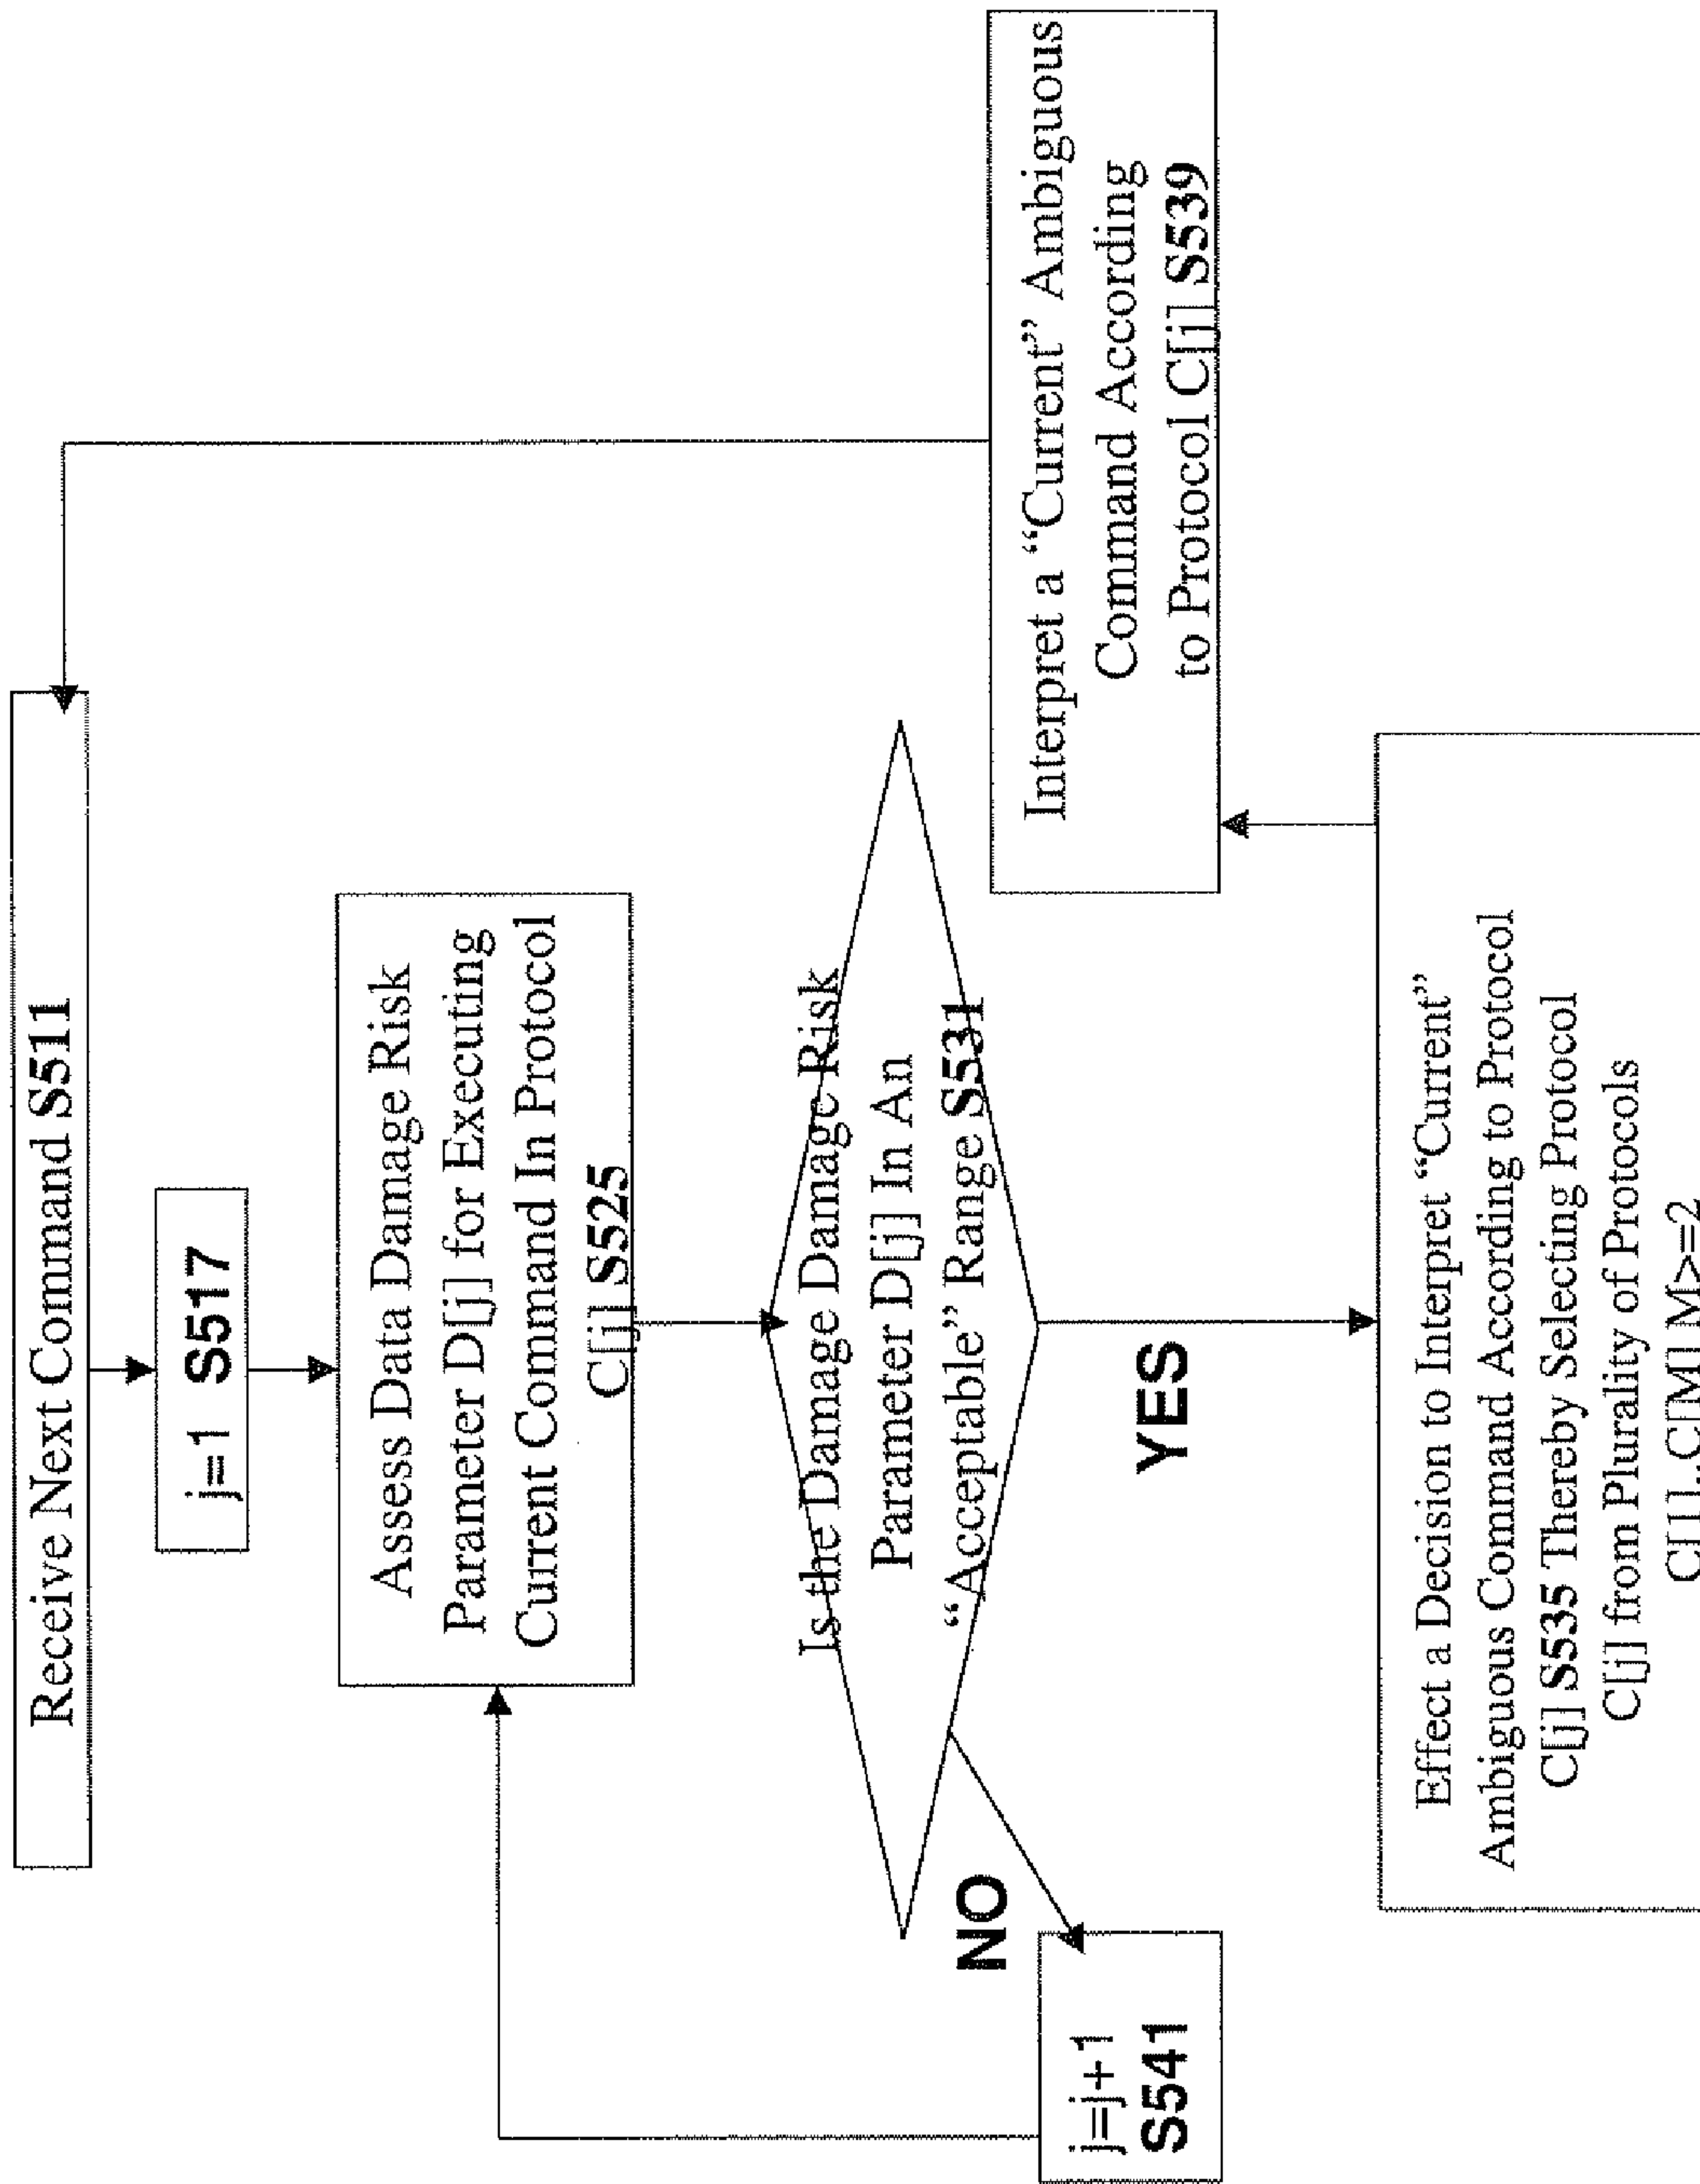 Receive Next Command S511
j=1 S517
Assess Data Damage Risk
Parameter D[j] for Executing
Current Command In Protocol
C[j] S525
Is the Damage Damage Risk
Parameter D[j] In An
“Acceptable” Range S531
NO
YES
j=j+1
S541
Effect a Decision to Interpret “Current”
Ambiguous Command According to Protocol
C[j] S535 Thereby Selecting Protocol
C[j] from Plurality of Protocols
C[1]..C[M] M>=2
Interpret a “Current” Ambiguous
Command According
to Protocol C[j] S539